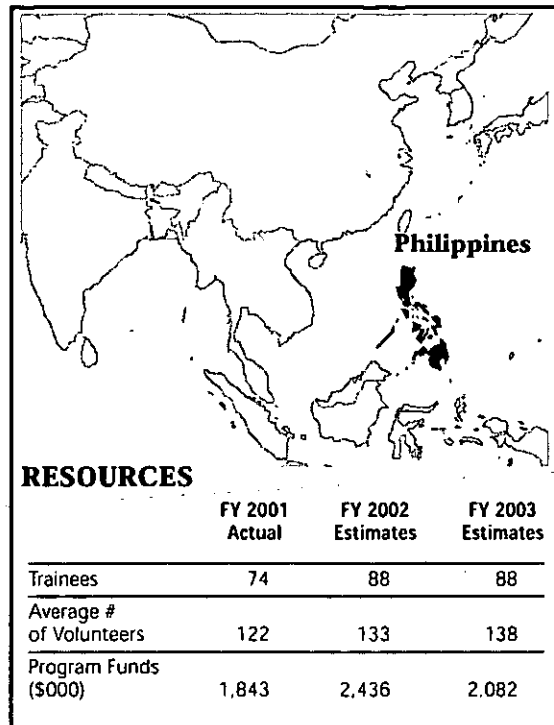 Philippines
RESOURCES
FY 2001 FY 2002 FY 2003
Actual Estimates Estimates
Trainees 74 88 88
Average #
of Volunteers 122 133 138
Program Funds
($000) 1,843 2,436 2,082